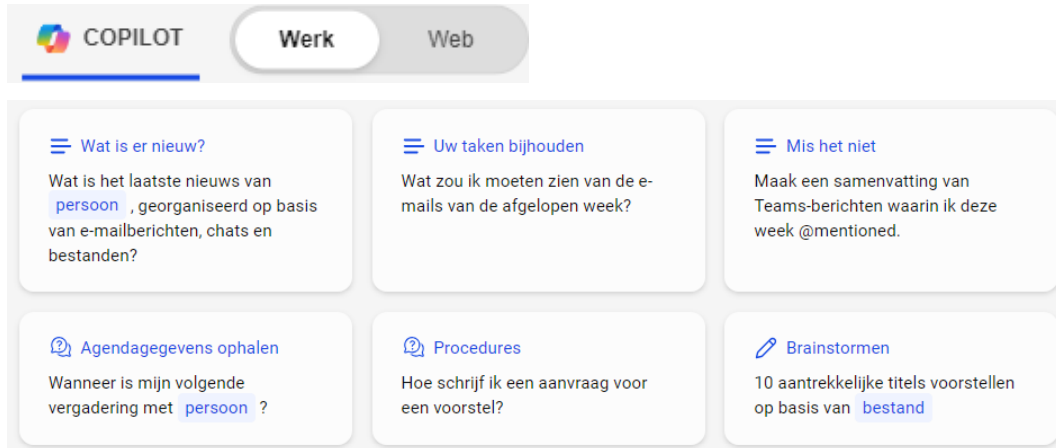 COPILOT Werk Web
Wat is er nieuw?
Wat is het laatste nieuws van
persoon , georganiseerd op basis
van e-mailberichten, chats en
bestanden?
Uw taken bijhouden
Wat zou ik moeten zien van de e-
mails van de afgelopen week?
Mis het niet
Maak een samenvatting van
Teams-berichten waarin ik deze
week @mentioned.
Agendagegevens ophalen
Wanneer is mijn volgende
vergadering met persoon ?
Procedures
Hoe schrijf ik een aanvraag voor
een voorstel?
Brainstormen
10 aantrekkelijke titels voorstellen
op basis van bestand